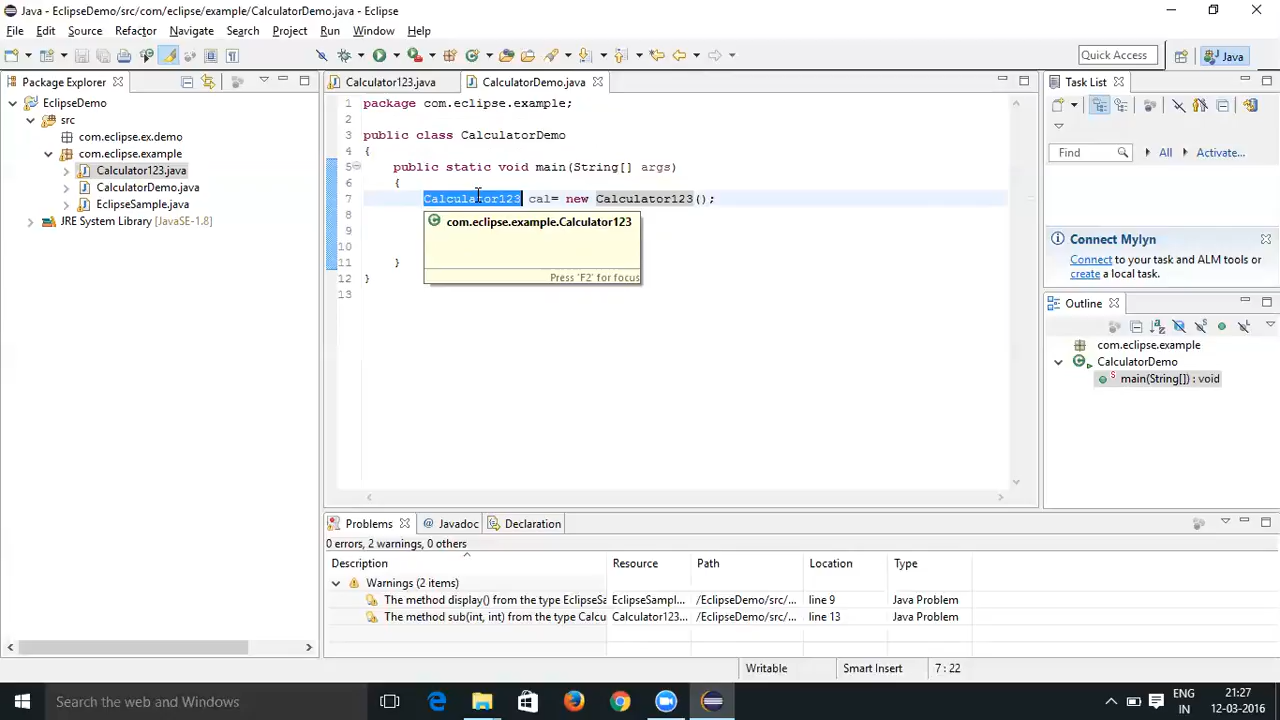 Java - EclipseDemo/src/com/eclipse/example/CalculatorDemo.java - Eclipse
File Edit Source Refactor Navigate Search Project Run Window Help
Quick Access
Java
Package Explorer
EclipseDemo
src
com.eclipse.ex.demo
com.eclipse.example
Calculator123.java
CalculatorDemo.java
EclipseSample.java
JRE System Library [JavaSE-1.8]
Calculator123.java
CalculatorDemo.java
1 package com.eclipse.example;
2
3 public class CalculatorDemo
4 {
5 public static void main(String[] args)
6 {
7 Calculator123 cal= new Calculator123();
8
9
10
11 }
12 }
13
com.eclipse.example.Calculator123
Press 'F2' for focus
Task List
Find
All
Activate...
Connect Mylyn
Connect to your task and ALM tools or
create a local task.
Outline
com.eclipse.example
CalculatorDemo
S
main(String[]) : void
Problems
@ Javadoc
Declaration
0 errors, 2 warnings, 0 others
Description Resource Path Location Type
Warnings (2 items)
The method display() from the type EclipseSa EclipseSampl... /EclipseDemo/src/... line 9 Java Problem
The method sub(int, int) from the type Calcu Calculator123... /EclipseDemo/src/... line 13 Java Problem
Writable
Smart Insert
7 : 22
Search the web and Windows
ENG
IN
21:27
12-03-2016